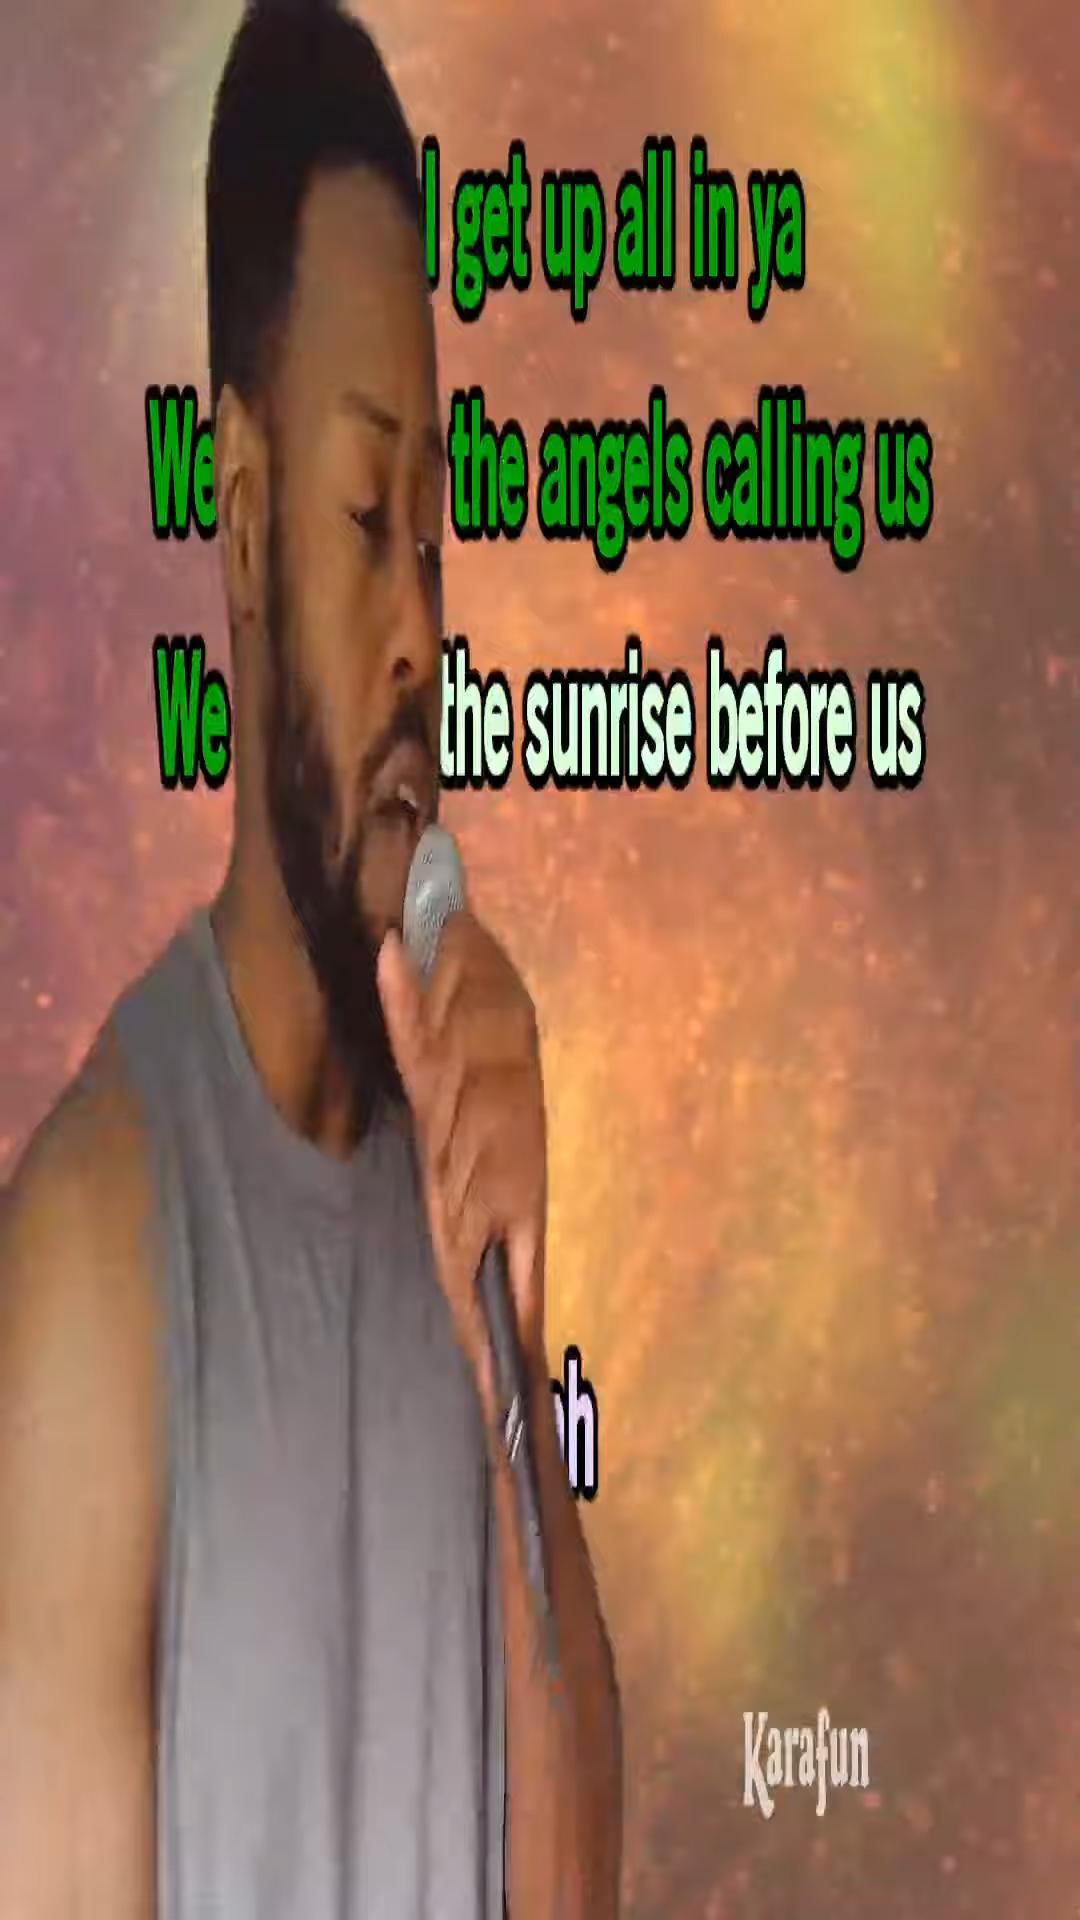 I get up all in ya
We the angels calling us
We the sunrise before us
Karafun